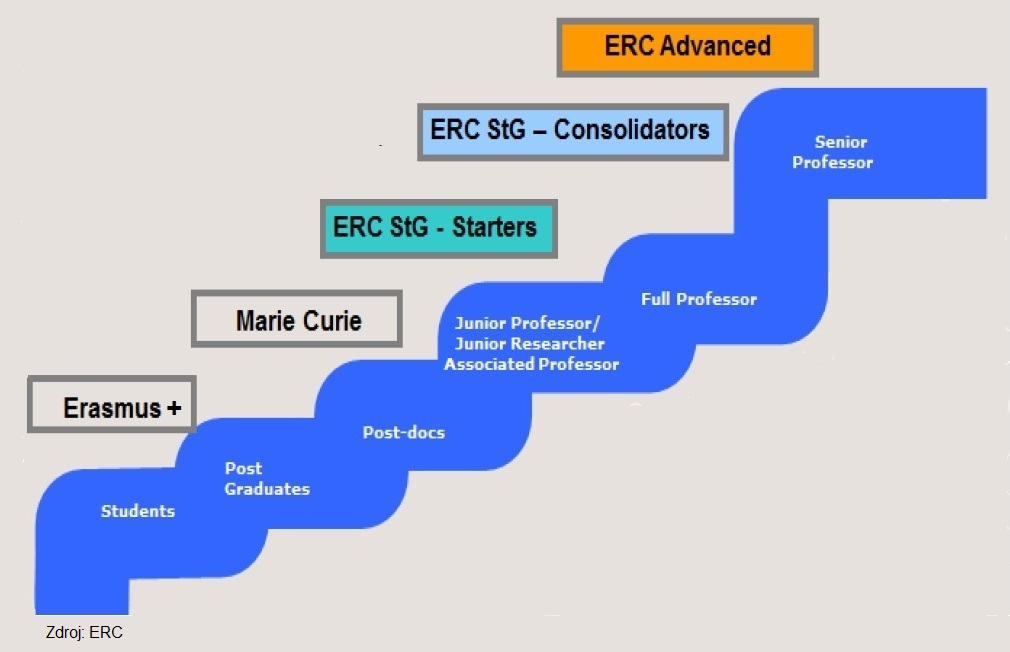 ERC Advanced
ERC StG – Consolidators
Senior
Professor
ERC StG - Starters
Full Professor
Marie Curie
Junior Professor/
Junior Researcher
Associated Professor
Erasmus +
Post-docs
Post
Graduates
Students
Zdroj: ERC